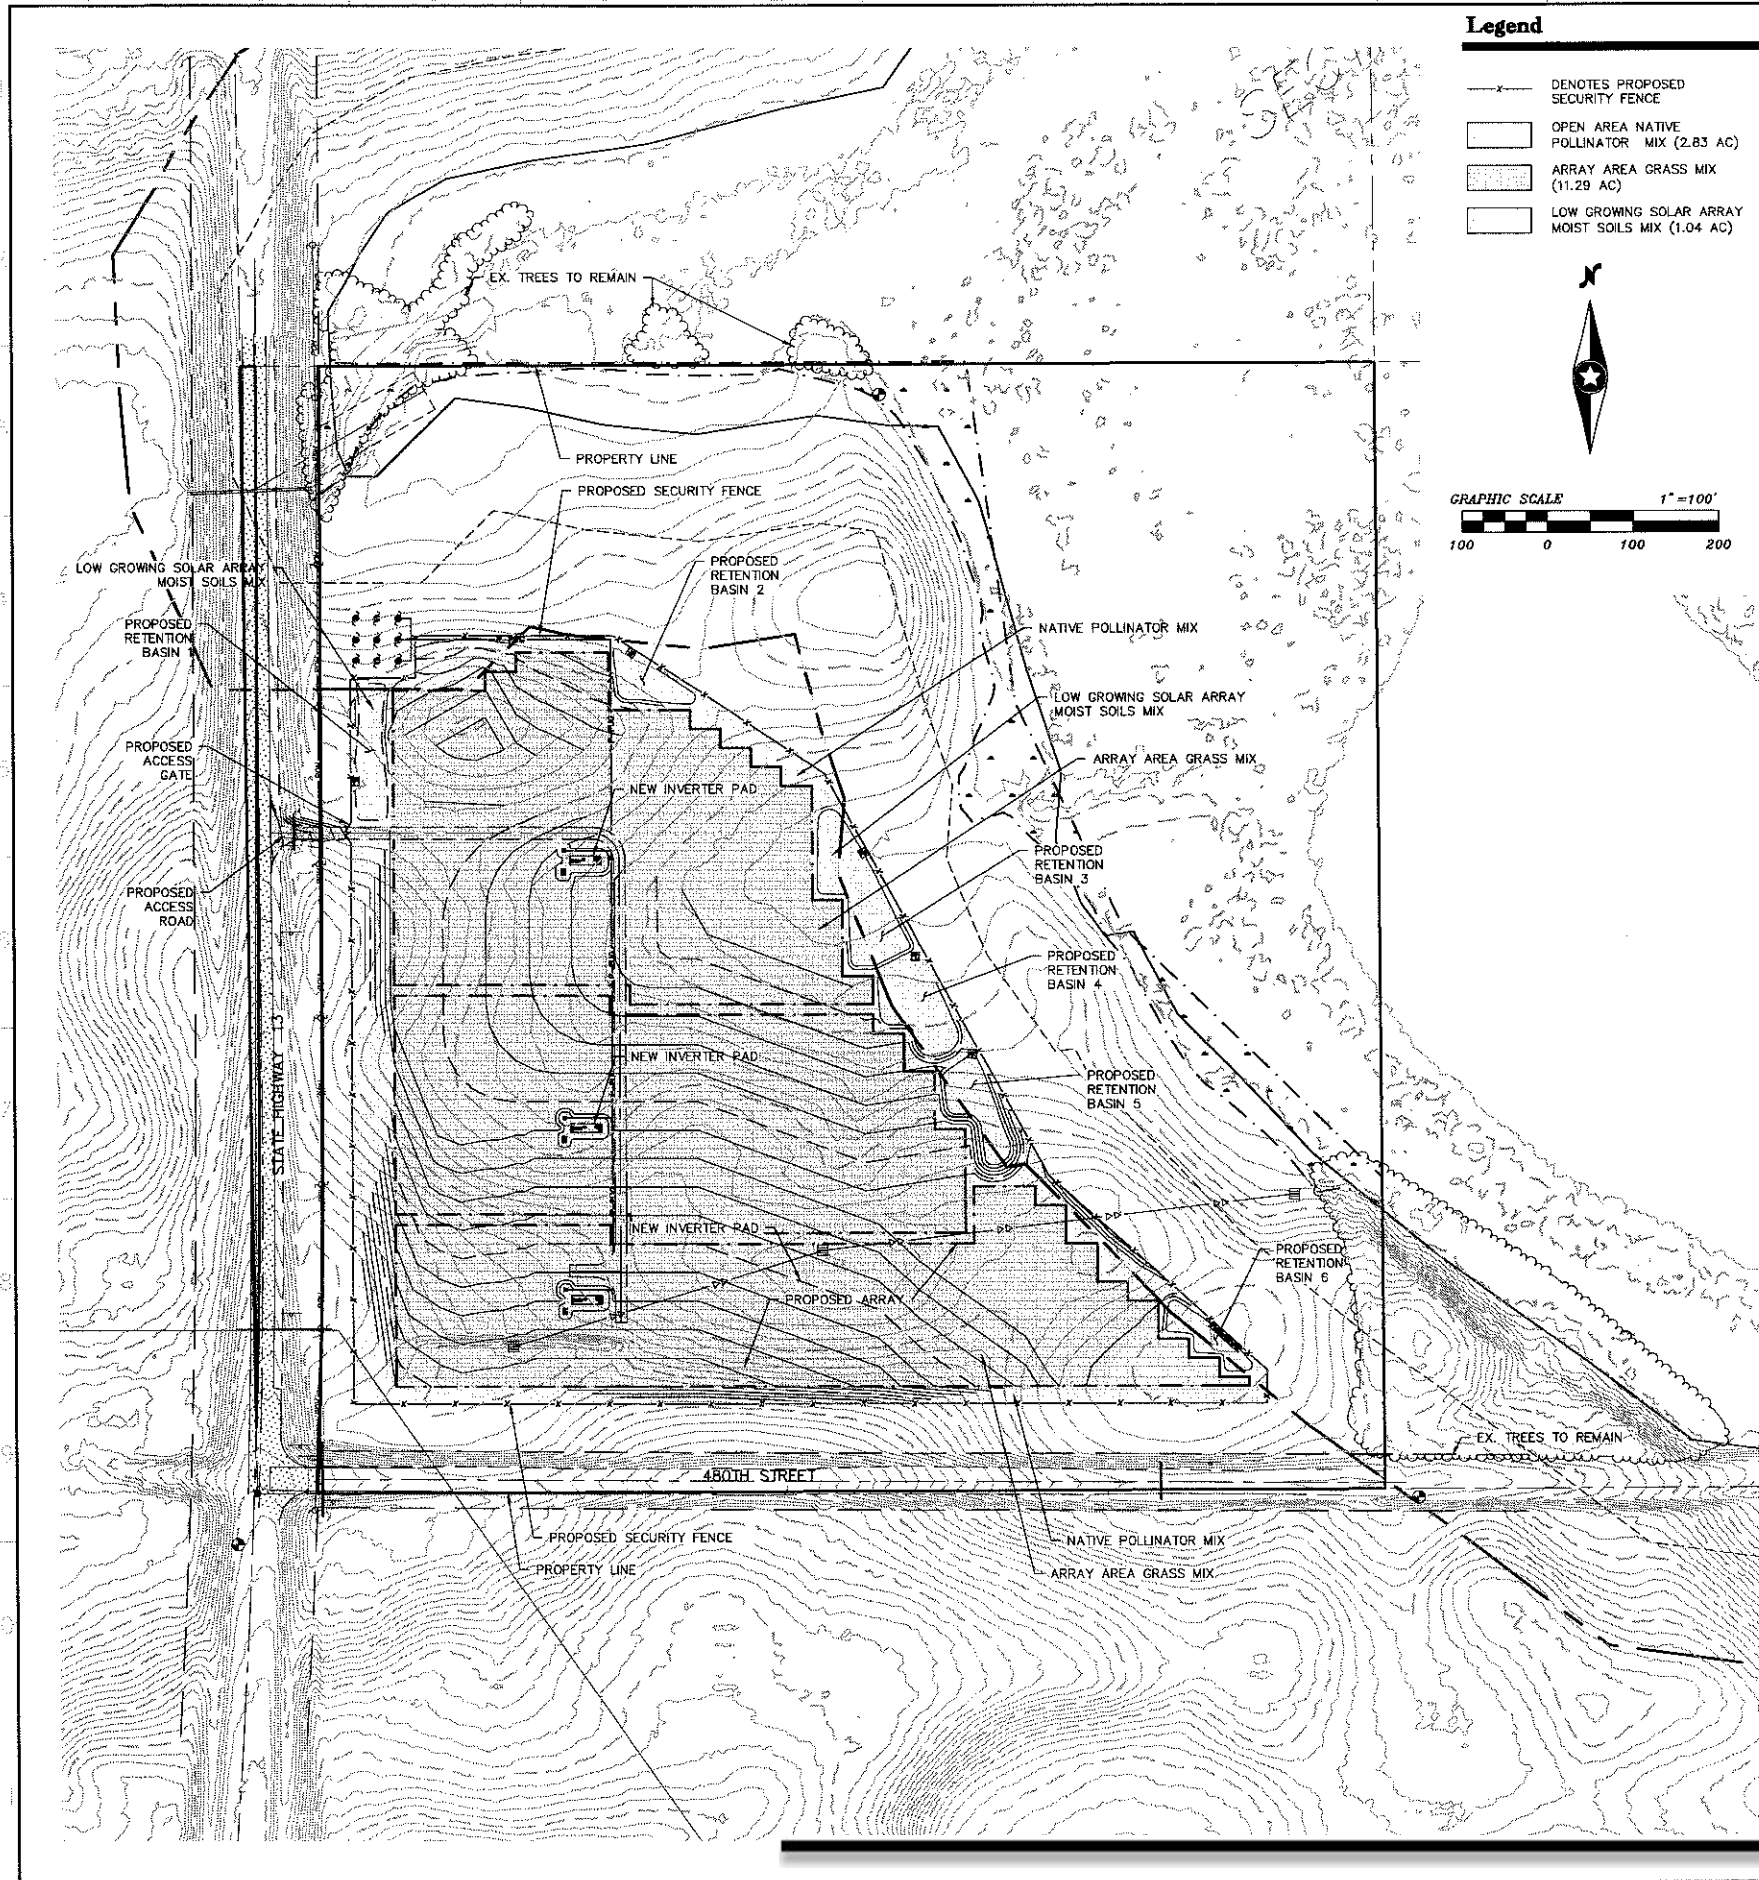 Legend
DENOTES PROPOSED
SECURITY FENCE
OPEN AREA NATIVE
POLLINATOR MIX (2.83 AC)
ARRAY AREA GRASS MIX
(11.29 AC)
LOW GROWING SOLAR ARRAY
MOIST SOILS MIX (1.04 AC)
N
GRAPHIC SCALE 1"=100'
100 0 100 200
EX. TREES TO REMAIN
PROPERTY LINE
PROPOSED SECURITY FENCE
LOW GROWING SOLAR ARRAY
MOIST SOILS MIX
PROPOSED
RETENTION
BASIN 2
PROPOSED
RETENTION
BASIN 1
NATIVE POLLINATOR MIX
LOW GROWING SOLAR ARRAY
MOIST SOILS MIX
PROPOSED
ACCESS
GATE
ARRAY AREA GRASS MIX
NEW INVERTER PAD
PROPOSED
RETENTION
BASIN 3
PROPOSED
ACCESS
ROAD
PROPOSED
RETENTION
BASIN 4
STATE HIGHWAY 13
NEW INVERTER PAD
PROPOSED
RETENTION
BASIN 5
NEW INVERTER PAD
PROPOSED
RETENTION
BASIN 6
PROPOSED ARRAY
EX. TREES TO REMAIN
480TH STREET
PROPOSED SECURITY FENCE
NATIVE POLLINATOR MIX
PROPERTY LINE
ARRAY AREA GRASS MIX